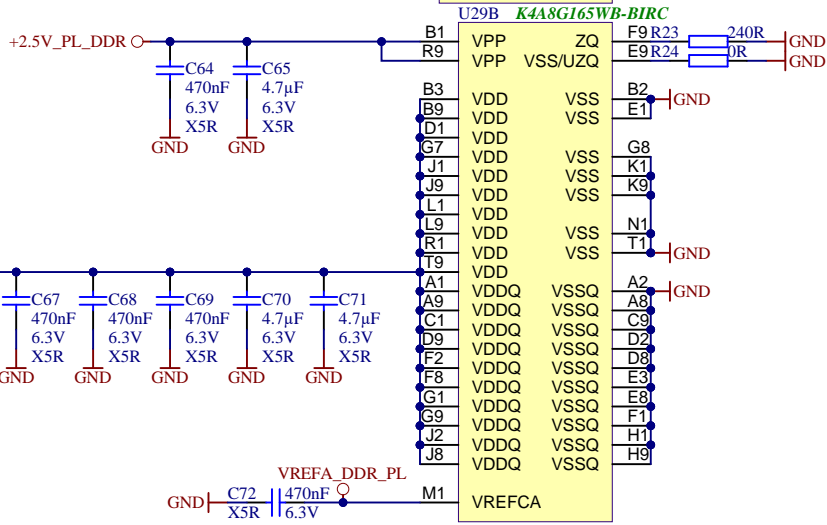 U29B K4A8G165WB-BIRC
+2.5V_PL_DDR B1 VPP ZQ F9 R23 240R GND
R9 VPP VSS/UZQ E9 R24 0R GND
C64 C65
470nF 4.7µF
6.3V 6.3V
X5R X5R
GND GND
B3 VDD VSS B2 GND
B9 VDD VSS E1
D1 VDD
G7 VDD VSS G8
J1 VDD VSS K1
J9 VDD VSS K9
L1 VDD
L9 VDD VSS N1
R1 VDD VSS T1 GND
T9 VDD
A1 VDDQ VSSQ A2 GND
A9 VDDQ VSSQ A8
C1 VDDQ VSSQ C9
D9 VDDQ VSSQ D2
F2 VDDQ VSSQ D8
F8 VDDQ VSSQ E3
G1 VDDQ VSSQ E8
G9 VDDQ VSSQ F1
J2 VDDQ VSSQ H1
J8 VDDQ VSSQ H9
C67 C68 C69 C70 C71
470nF 470nF 470nF 4.7µF 4.7µF
6.3V 6.3V 6.3V 6.3V 6.3V
X5R X5R X5R X5R X5R
GND GND GND GND GND
VREFA_DDR_PL
GND C72 470nF M1 VREFCA
X5R 6.3V